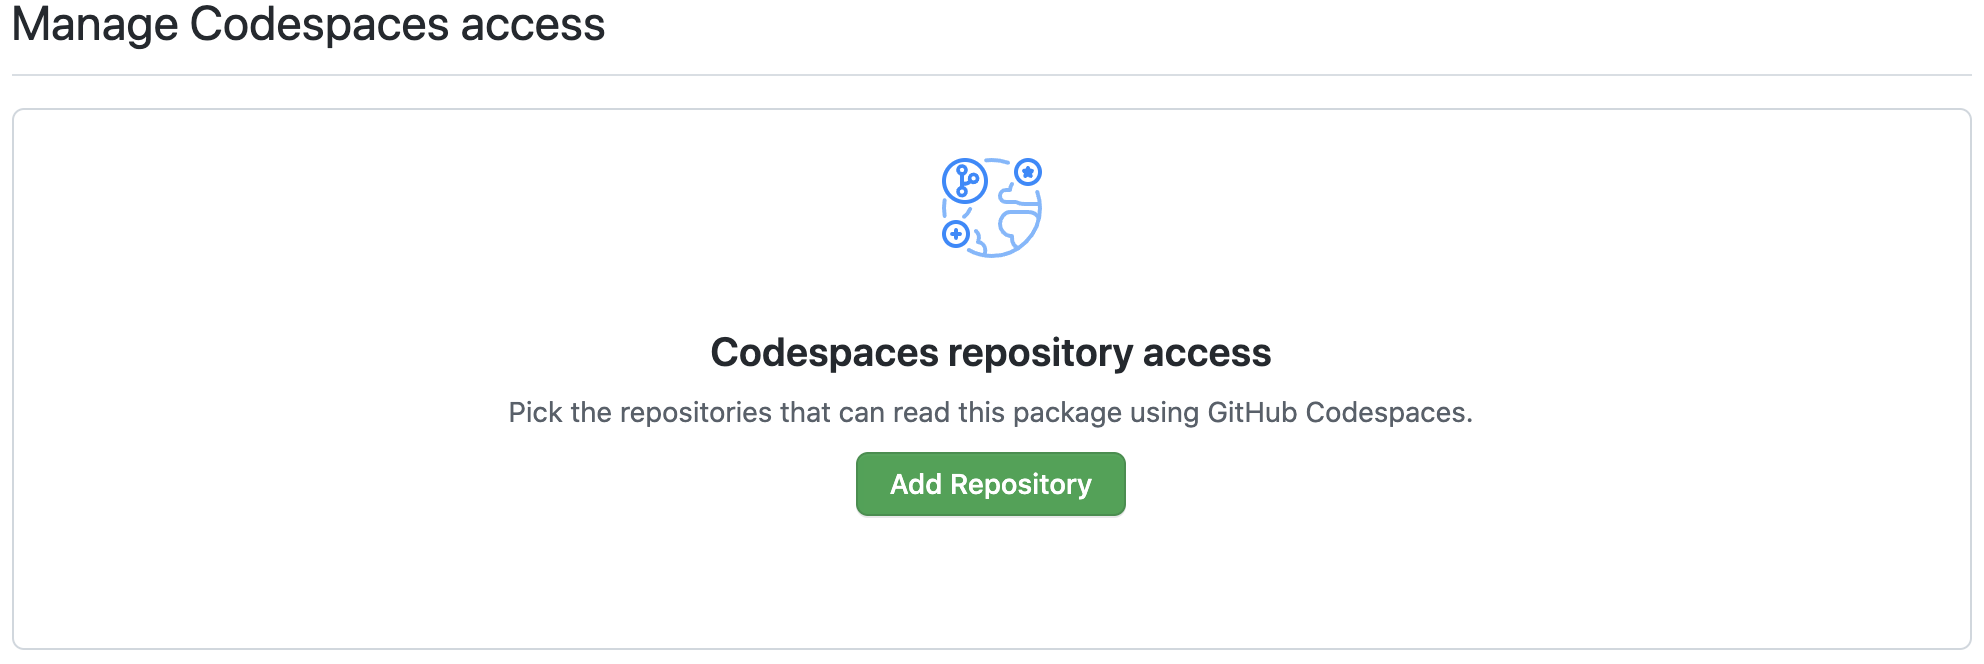 Manage Codespaces access
Codespaces repository access
Pick the repositories that can read this package using GitHub Codespaces.
Add Repository